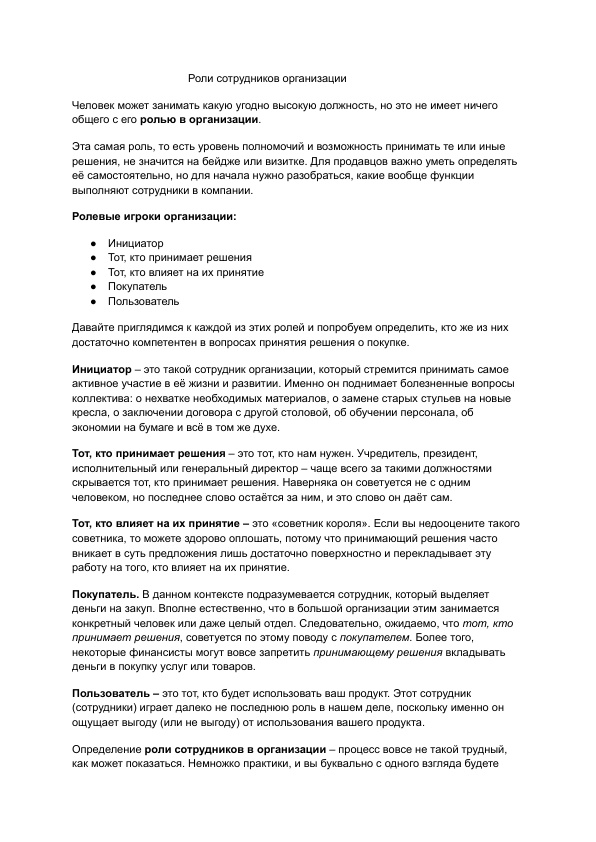 Роли сотрудников организации
Человек может занимать какую угодно высокую должность, но это не имеет ничего
общего с его ролью в организации.
Эта самая роль, то есть уровень полномочий и возможность принимать те или иные
решения, не значится на бейдже или визитке. Для продавцов важно уметь определять
её самостоятельно, но для начала нужно разобраться, какие вообще функции
выполняют сотрудники в компании.
Ролевые игроки организации:
● Инициатор
● Тот, кто принимает решения
● Тот, кто влияет на их принятие
● Покупатель
● Пользователь
Давайте приглядимся к каждой из этих ролей и попробуем определить, кто же из них
достаточно компетентен в вопросах принятия решения о покупке.
Инициатор – это такой сотрудник организации, который стремится принимать самое
активное участие в её жизни и развитии. Именно он поднимает болезненные вопросы
коллектива: о нехватке необходимых материалов, о замене старых стульев на новые
кресла, о заключении договора с другой столовой, об обучении персонала, об
экономии на бумаге и всё в том же духе.
Тот, кто принимает решения – это тот, кто нам нужен. Учредитель, президент,
исполнительный или генеральный директор – чаще всего за такими должностями
скрывается тот, кто принимает решения. Наверняка он советуется не с одним
человеком, но последнее слово остаётся за ним, и это слово он даёт сам.
Тот, кто влияет на их принятие – это «советник короля». Если вы недооцените такого
советника, то можете здорово оплошать, потому что принимающий решения часто
вникает в суть предложения лишь достаточно поверхностно и перекладывает эту
работу на того, кто влияет на их принятие.
Покупатель. В данном контексте подразумевается сотрудник, который выделяет
деньги на закуп. Вполне естественно, что в большой организации этим занимается
конкретный человек или даже целый отдел. Следовательно, ожидаемо, что тот, кто
принимает решения, советуется по этому поводу с покупателем. Более того,
некоторые финансисты могут вовсе запретить принимающему решения вкладывать
деньги в покупку услуг или товаров.
Пользователь – это тот, кто будет использовать ваш продукт. Этот сотрудник
(сотрудники) играет далеко не последнюю роль в нашем деле, поскольку именно он
ощущает выгоду (или не выгоду) от использования вашего продукта.
Определение роли сотрудников в организации – процесс вовсе не такой трудный,
как может показаться. Немножко практики, и вы буквально с одного взгляда будете